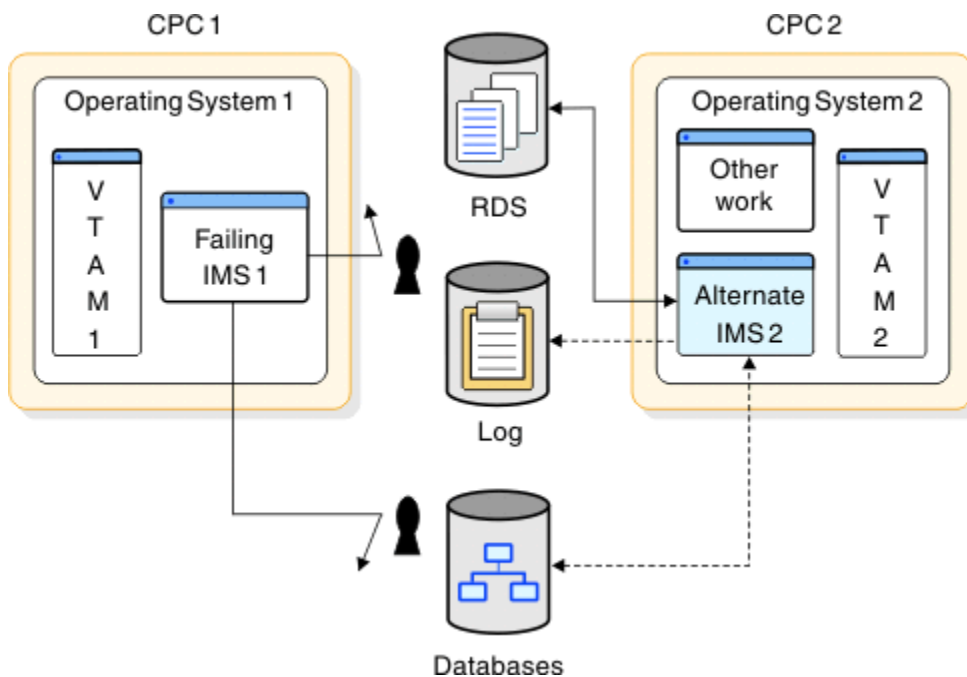 CPC 1
CPC 2
Operating System 1
V
T
A
M
1
Failing
IMS 1
RDS
Log
Databases
Operating System 2
Other
work
Alternate
IMS 2
V
T
A
M
2